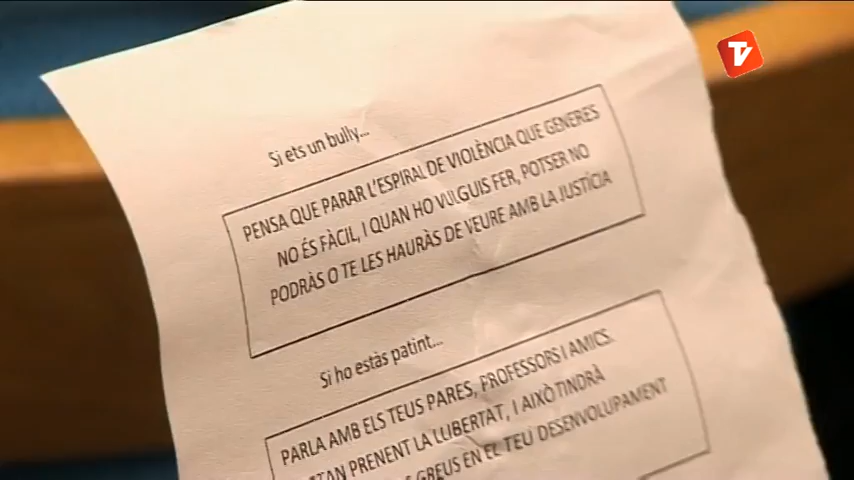 TV
Si ets un bully...
PENSA QUE PARAR L'ESPIRAL DE VIOLÈNCIA QUE GENERES
NO ÉS FÀCIL, I QUAN HO VULGUIS FER, POTSER NO
PODRÀS O TE LES HAURÀS DE VEURE AMB LA JUSTÍCIA
Si ho estàs patint...
PARLA AMB ELS TEUS PARES, PROFESSORS I AMICS.
PRENENT LA LLIBERTAT, I AIXÒ TINDRÀ
GREUS EN EL TEU DESENVOLUPAMENT